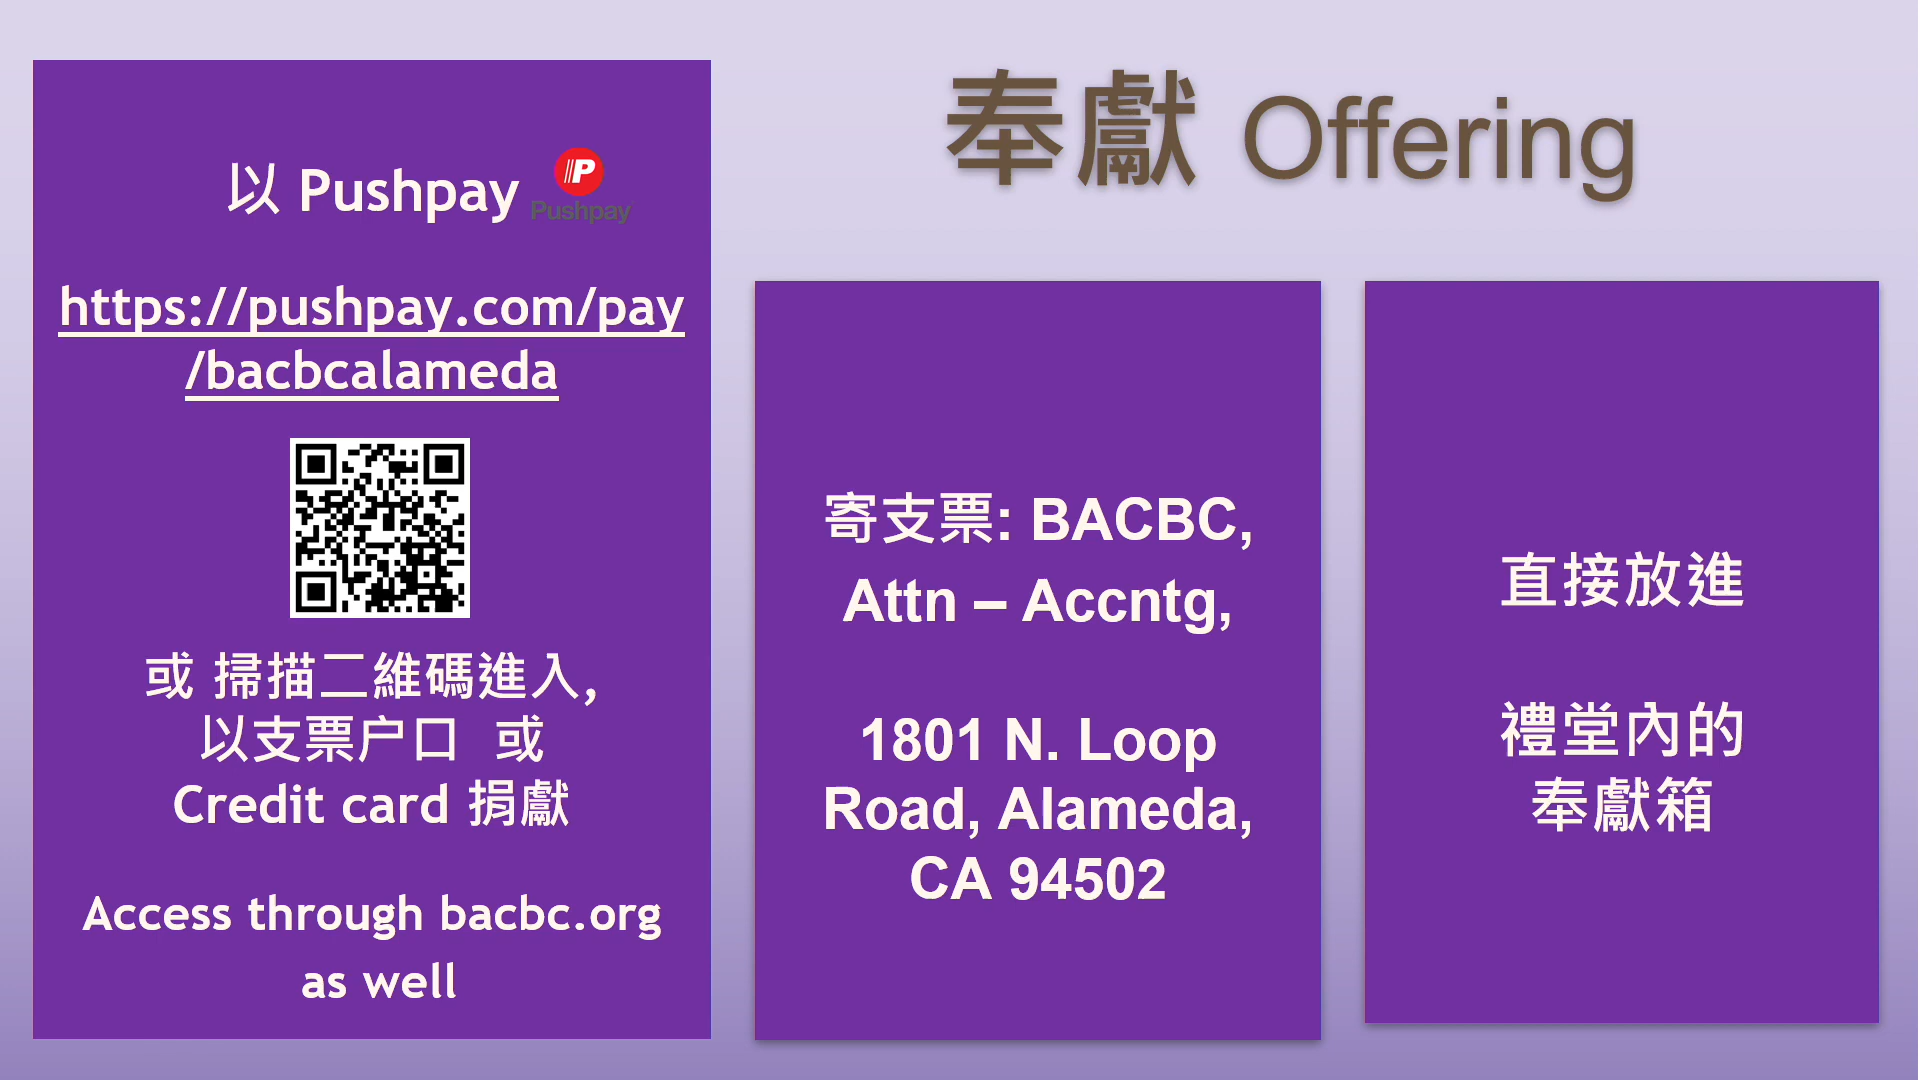 奉獻 Offering
以 Pushpay
Pushpay
https://pushpay.com/pay
/bacbcalameda
或 掃描二維碼進入,
以支票户口 或
Credit card 捐獻
Access through bacbc.org
as well
寄支票: BACBC,
Attn – Accntg,
1801 N. Loop
Road, Alameda,
CA 94502
直接放進
禮堂內的
奉獻箱